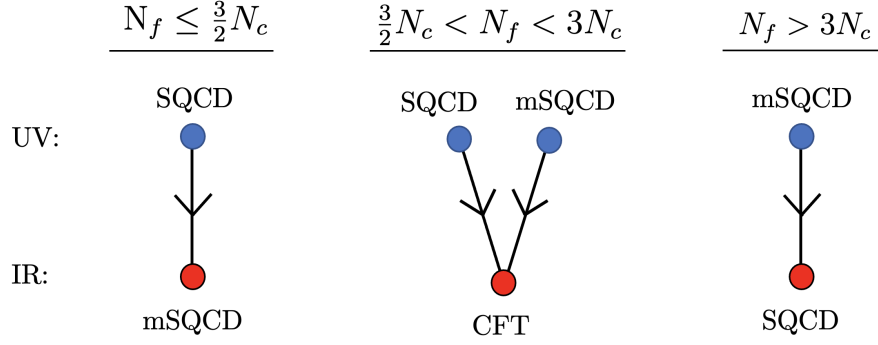 N_f ≤ 3/2 N_c    3/2 N_c < N_f < 3N_c    N_f > 3N_c
SQCD    SQCD    mSQCD    mSQCD
UV:
IR:
mSQCD    CFT    SQCD